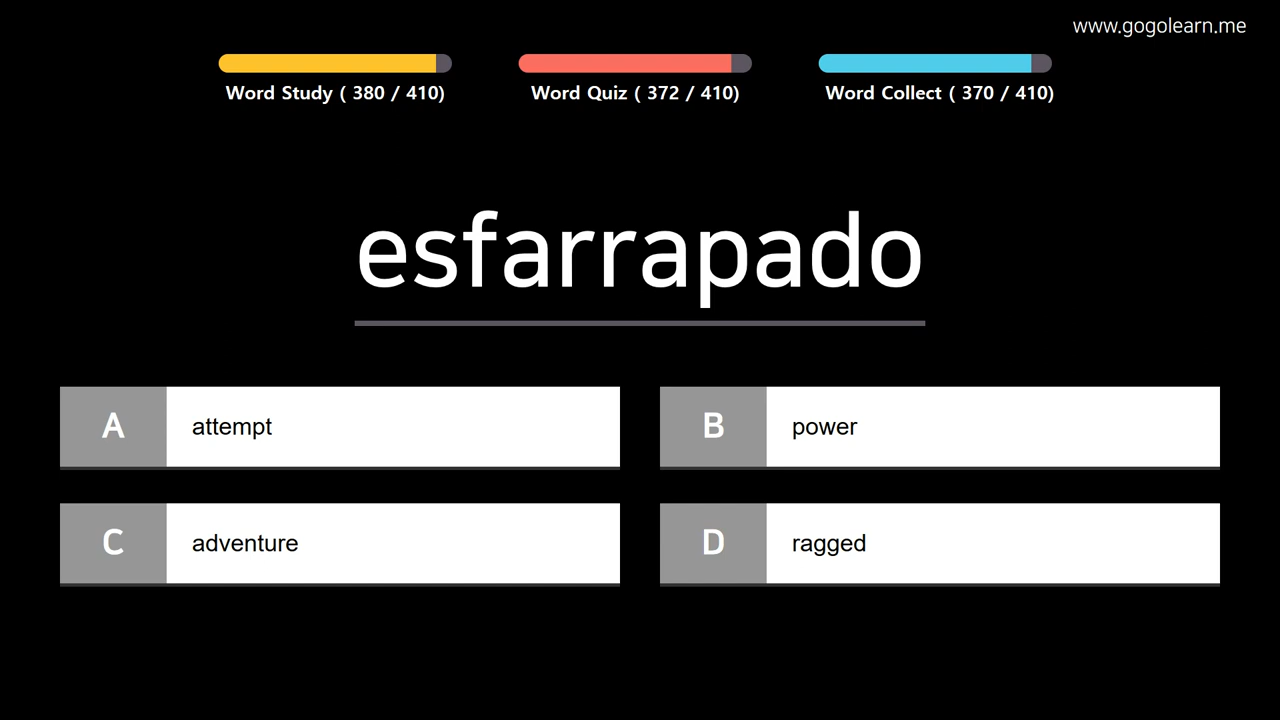 www.gogolearn.me
Word Study ( 380 / 410)
Word Quiz ( 372 / 410)
Word Collect ( 370 / 410)
esfarrapado
A attempt
B power
C adventure
D ragged